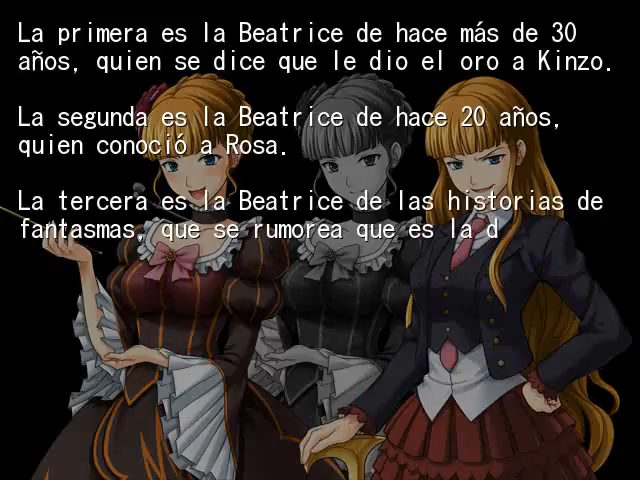 La primera es la Beatrice de hace más de 30
años, quien se dice que le dio el oro a Kinzo.
La segunda es la Beatrice de hace 20 años,
quien conoció a Rosa.
La tercera es la Beatrice de las historias de
fantasmas, que se rumorea que es la d